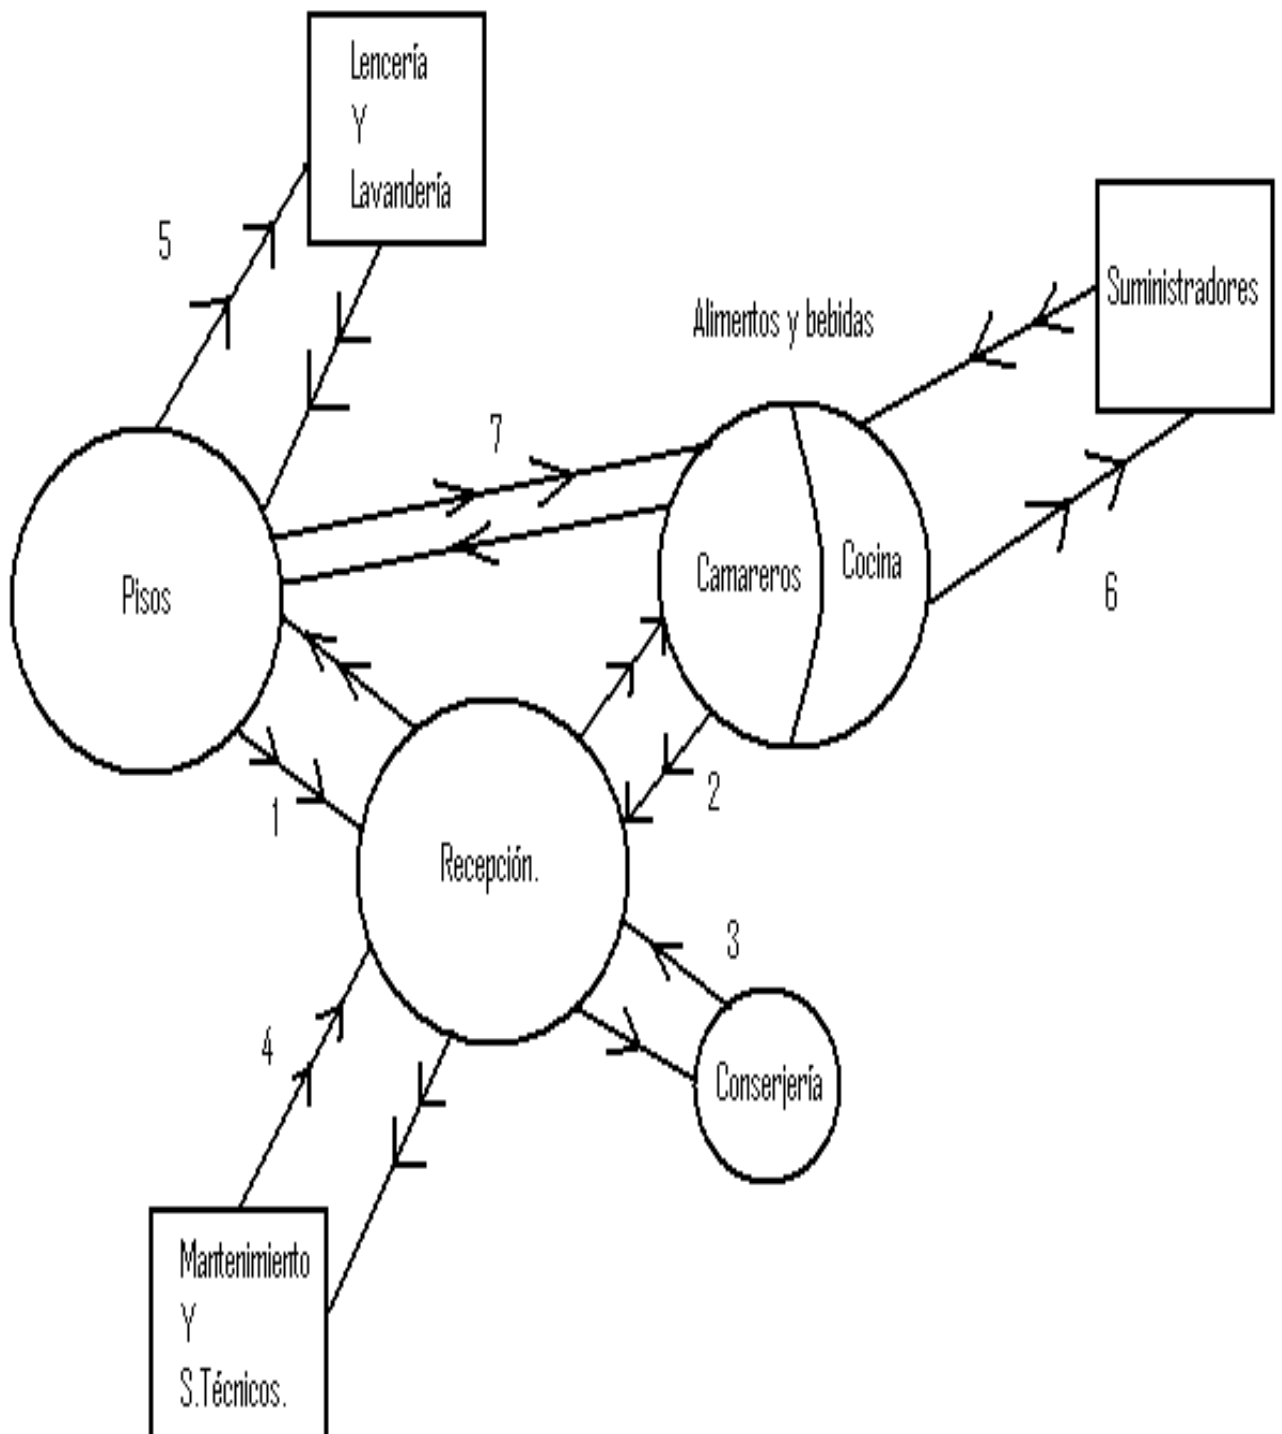 Lencería
Y
Lavandería
5
Suministradores
Alimentos y bebidas
7
Pisos
Camareros
Cocina
6
1
2
Recepción.
3
4
Conserjería
Mantenimiento
Y
S.Técnicos.